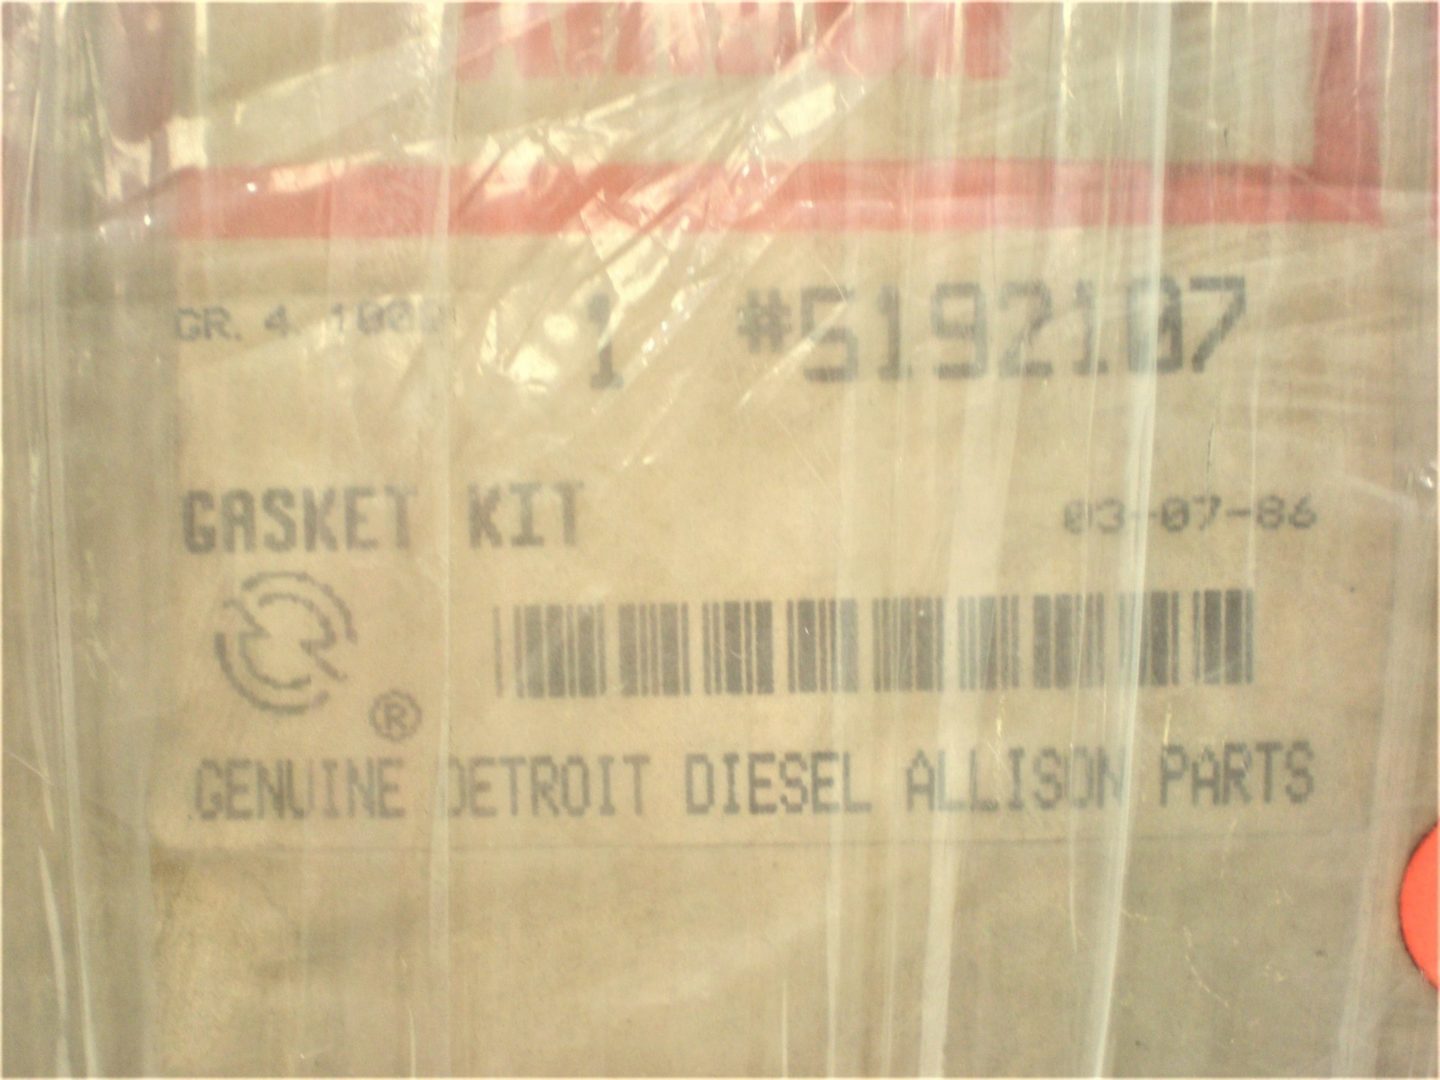 GR. 4. 1000 1 #5192107
GASKET KIT 03-07-86
®
GENUINE DETROIT DIESEL ALLISON PARTS